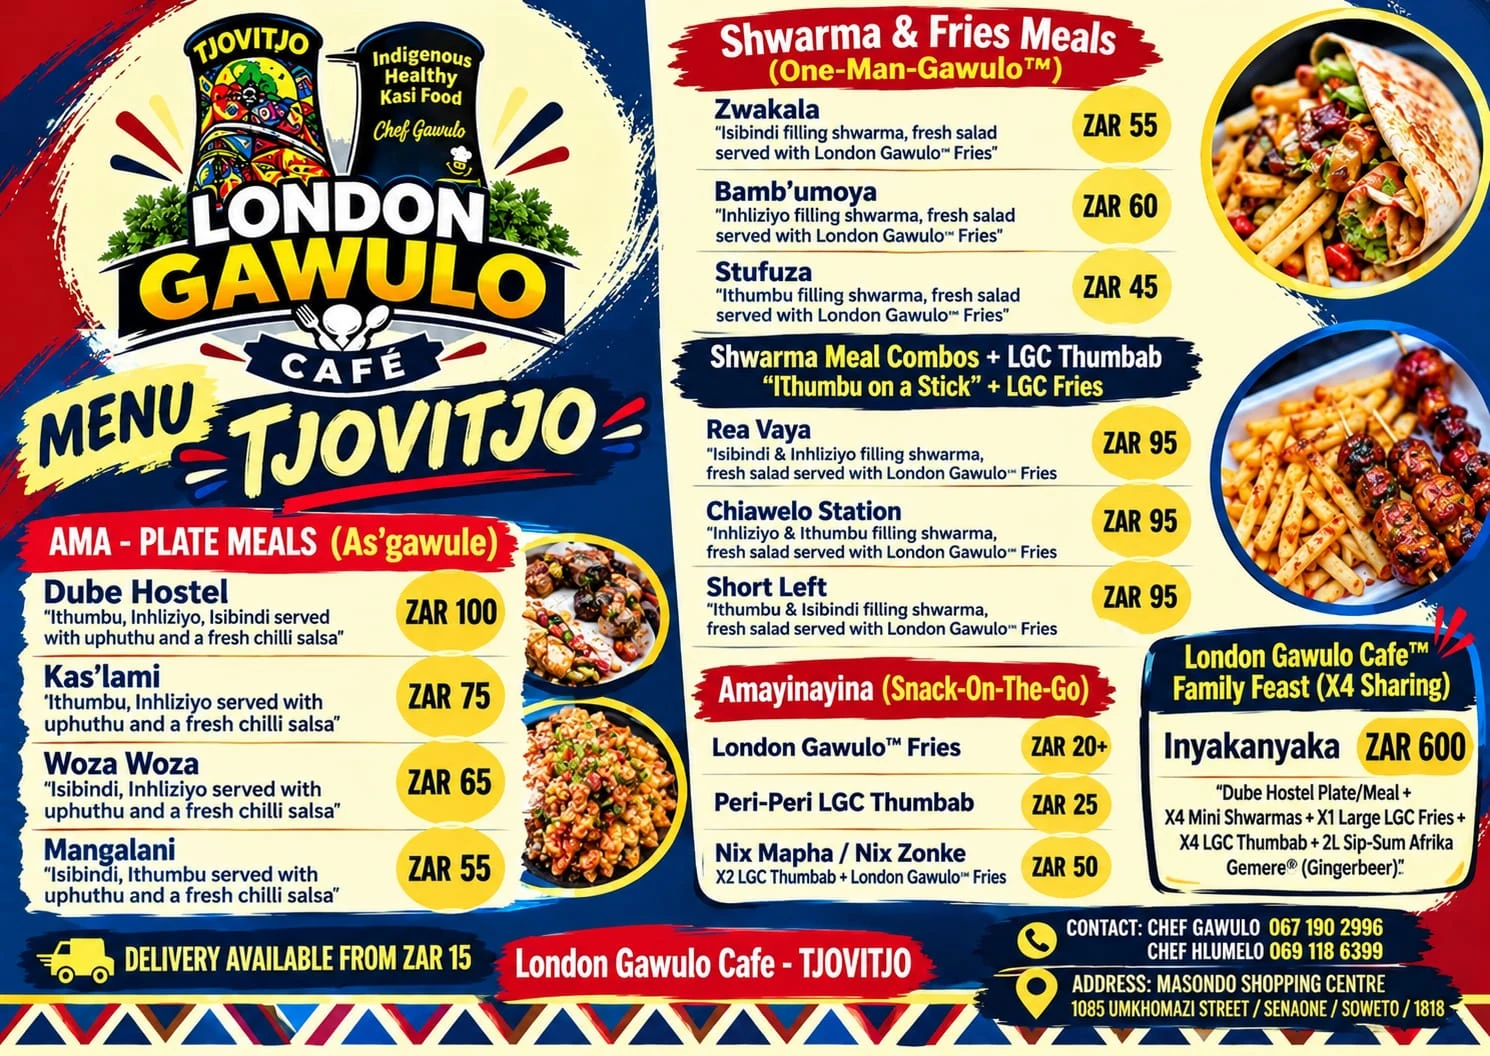 TJOVITJO
Indigenous
Healthy
Kasi Food
Chef Gawulo
LONDON
GAWULO
CAFÉ
MENU
TJOVITJO
AMA - PLATE MEALS (As'gawule)
Dube Hostel
"Ithumbu, Inhliziyo, Isibindi served
with uphuthu and a fresh chilli salsa"
ZAR 100
Kas'lami
'Ithumbu, Inhliziyo served with
uphuthu and a fresh chilli salsa"
ZAR 75
Woza Woza
"Isibindi, Inhliziyo served with
uphuthu and a fresh chilli salsa"
ZAR 65
Mangalani
"Isibindi, Ithumbu served with
uphuthu and a fresh chilli salsa"
ZAR 55
DELIVERY AVAILABLE FROM ZAR 15
Shwarma & Fries Meals
(One-Man-Gawulo™)
Zwakala
"Isibindi filling shwarma, fresh salad
served with London Gawulo™ Fries"
ZAR 55
Bamb'umoya
"Inhliziyo filling shwarma, fresh salad
served with London Gawulo™ Fries"
ZAR 60
Stufuza
"Ithumbu filling shwarma, fresh salad
served with London Gawulo™ Fries"
ZAR 45
Shwarma Meal Combos + LGC Thumbab
"IThumbu on a Stick" + LGC Fries
Rea Vaya
"Isibindi & Inhliziyo filling shwarma,
fresh salad served with London Gawulo™ Fries
ZAR 95
Chiawelo Station
"Inhliziyo & Ithumbu filling shwarma,
fresh salad served with London Gawulo™ Fries
ZAR 95
Short Left
"Ithumbu & Isibindi filling shwarma,
fresh salad served with London Gawulo™ Fries
ZAR 95
Amayinayina (Snack-On-The-Go)
London Gawulo™ Fries
ZAR 20+
Peri-Peri LGC Thumbab
ZAR 25
Nix Mapha / Nix Zonke
X2 LGC Thumbab + London Gawulo™ Fries
ZAR 50
London Gawulo Cafe™
Family Feast (X4 Sharing)
Inyakanyaka ZAR 600
"Dube Hostel Plate/Meal +
X4 Mini Shwarmas + X1 Large LGC Fries +
X4 LGC Thumbab + 2L Sip-Sum Afrika
Gemere® (Gingerbeer)".
London Gawulo Cafe - TJOVITJO
CONTACT: CHEF GAWULO 067 190 2996
CHEF HLUMELO 069 118 6399
ADDRESS: MASONDO SHOPPING CENTRE
1085 UMKHOMAZI STREET / SENAONE / SOWETO / 1818